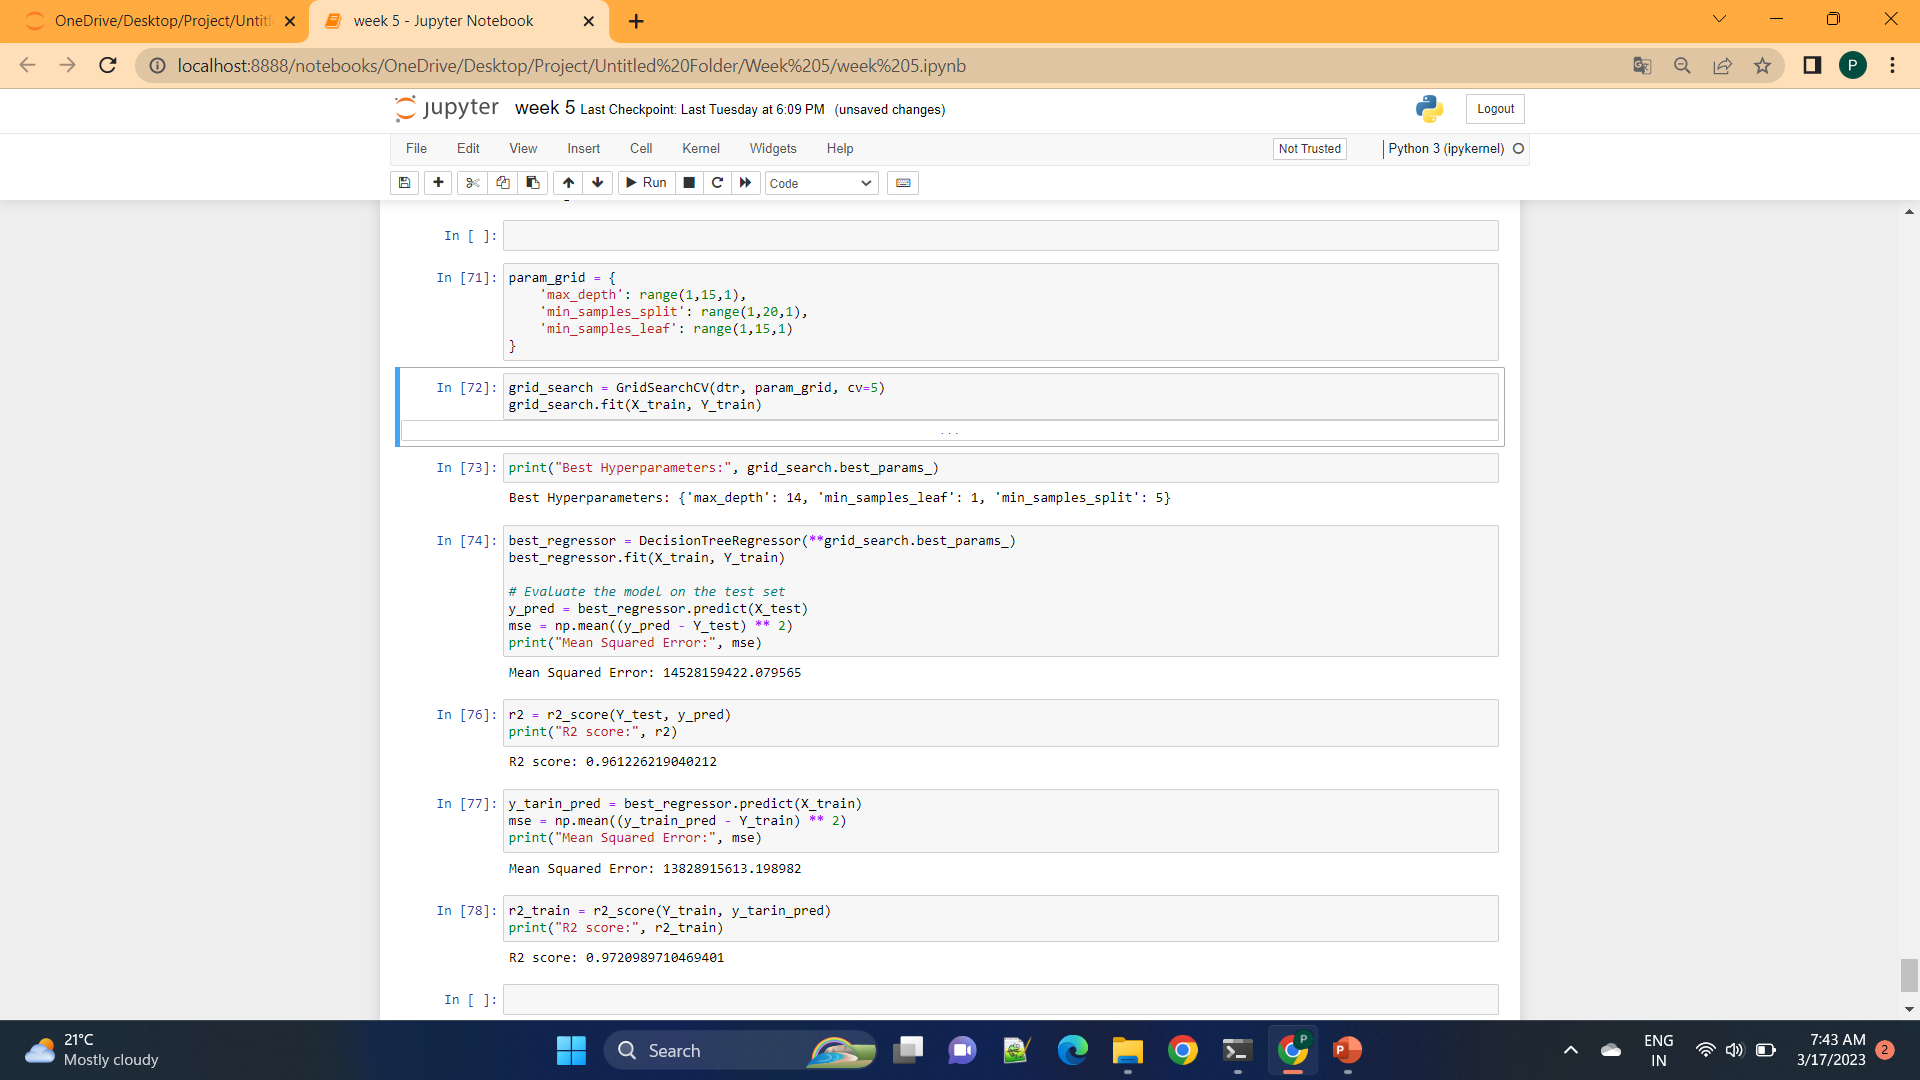 OneDrive/Desktop/Project/Untitl
week 5 - Jupyter Notebook
localhost:8888/notebooks/OneDrive/Desktop/Project/Untitled%20Folder/Week%205/week%205.ipynb
P
jupyter week 5 Last Checkpoint: Last Tuesday at 6:09 PM (unsaved changes)
Logout
File Edit View Insert Cell Kernel Widgets Help
Not Trusted
Python 3 (ipykernel)
Run
Code
In [ ]:
In [71]: param_grid = {
'max_depth': range(1,15,1),
'min_samples_split': range(1,20,1),
'min_samples_leaf': range(1,15,1)
}
In [72]: grid_search = GridSearchCV(dtr, param_grid, cv=5)
grid_search.fit(X_train, Y_train)
...
In [73]: print("Best Hyperparameters:", grid_search.best_params_)
Best Hyperparameters: {'max_depth': 14, 'min_samples_leaf': 1, 'min_samples_split': 5}
In [74]: best_regressor = DecisionTreeRegressor(**grid_search.best_params_)
best_regressor.fit(X_train, Y_train)
# Evaluate the model on the test set
y_pred = best_regressor.predict(X_test)
mse = np.mean((y_pred - Y_test) ** 2)
print("Mean Squared Error:", mse)
Mean Squared Error: 14528159422.079565
In [76]: r2 = r2_score(Y_test, y_pred)
print("R2 score:", r2)
R2 score: 0.961226219040212
In [77]: y_tarin_pred = best_regressor.predict(X_train)
mse = np.mean((y_train_pred - Y_train) ** 2)
print("Mean Squared Error:", mse)
Mean Squared Error: 13828915613.198982
In [78]: r2_train = r2_score(Y_train, y_tarin_pred)
print("R2 score:", r2_train)
R2 score: 0.9720989710469401
In [ ]:
21°C
Mostly cloudy
Search
P
P
ENG
IN
7:43 AM
3/17/2023
2